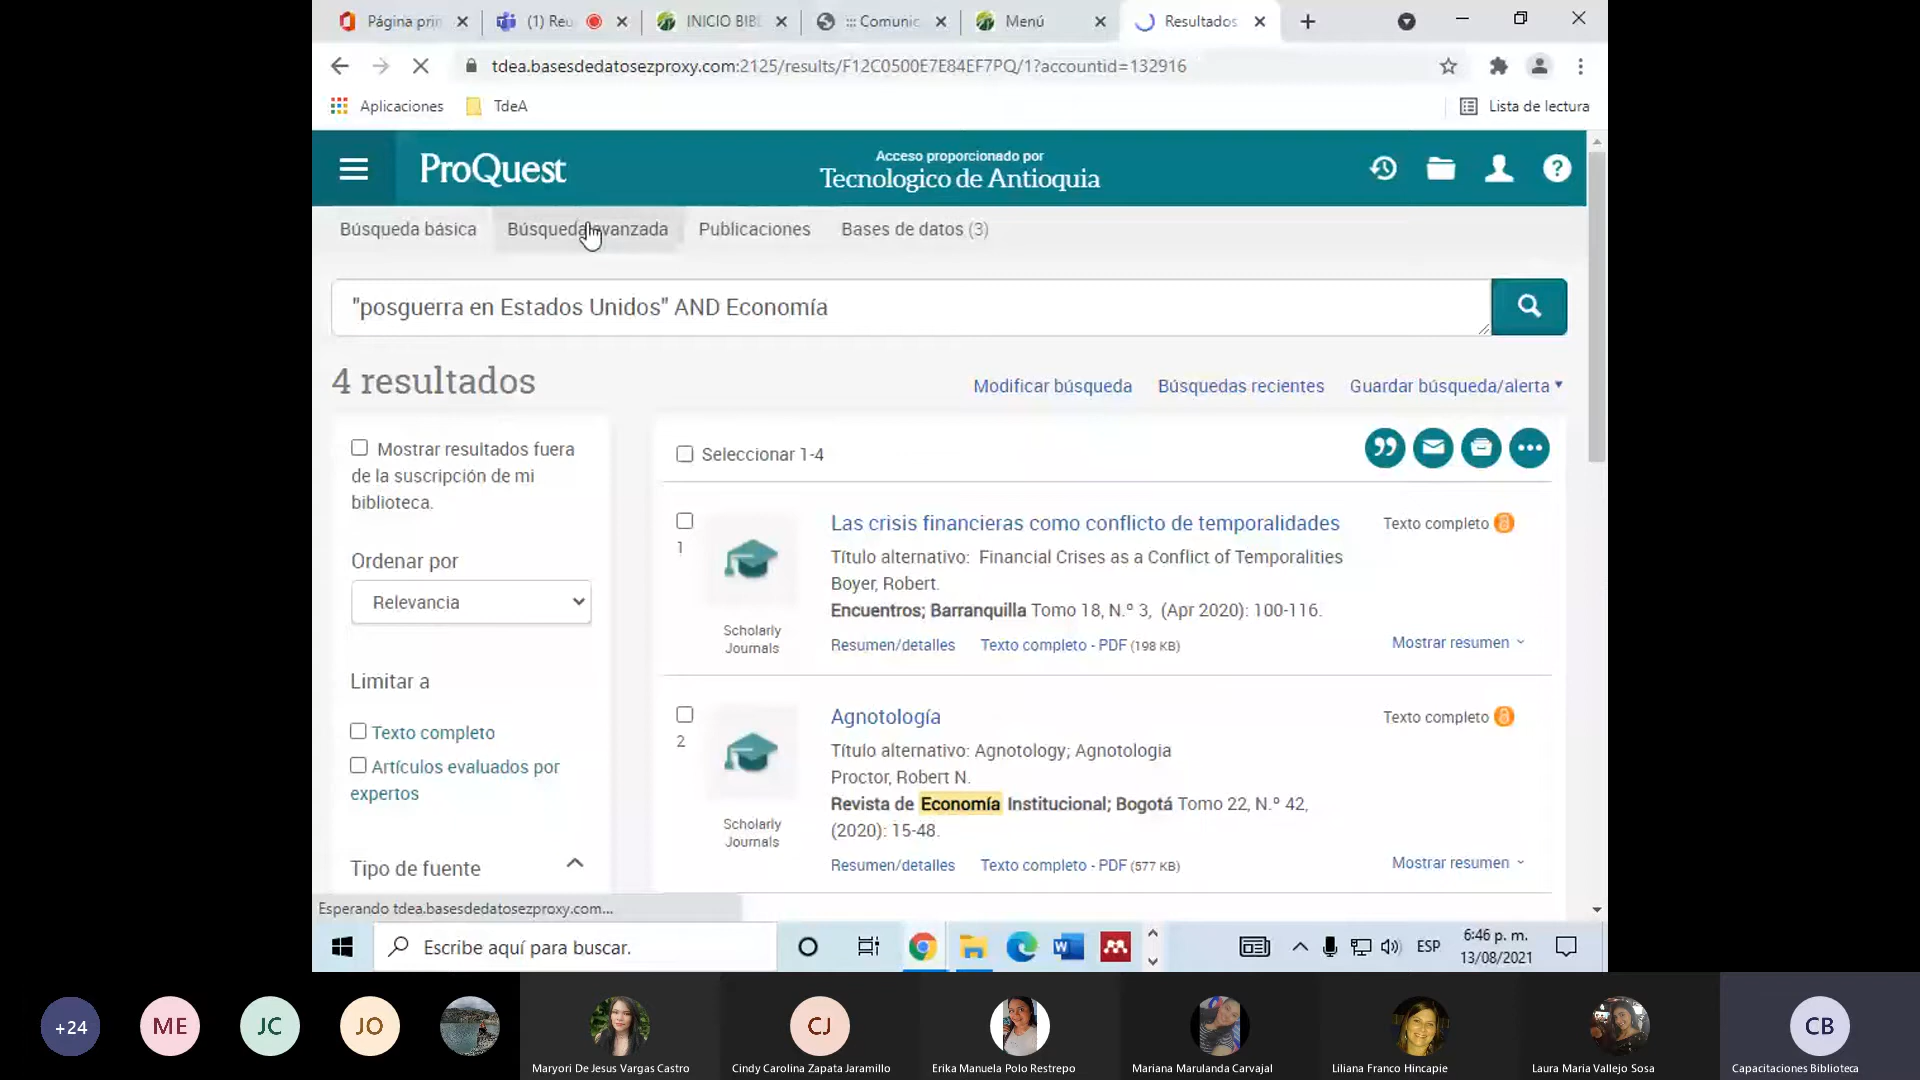 Página prin
(1) Reu
INICIO BIBL
::: Comunic
Menú
Resultados
tdea.basesdedatosezproxy.com:2125/results/F12C0500E7E84EF7PQ/1?accountid=132916
Aplicaciones
TdeA
Lista de lectura
ProQuest
Acceso proporcionado por
Tecnologico de Antioquia
Búsqueda básica
Búsqueda avanzada
Publicaciones
Bases de datos (3)
"posguerra en Estados Unidos" AND Economía
4 resultados
Modificar búsqueda
Búsquedas recientes
Guardar búsqueda/alerta
Mostrar resultados fuera
de la suscripción de mi
biblioteca.
Ordenar por
Relevancia
Limitar a
Texto completo
Artículos evaluados por
expertos
Tipo de fuente
Seleccionar 1-4
1
Scholarly
Journals
Las crisis financieras como conflicto de temporalidades
Texto completo
Título alternativo: Financial Crises as a Conflict of Temporalities
Boyer, Robert.
Encuentros; Barranquilla Tomo 18, N.º 3, (Apr 2020): 100-116.
Resumen/detalles
Texto completo - PDF (198 KB)
Mostrar resumen
2
Scholarly
Journals
Agnotología
Texto completo
Título alternativo: Agnotology; Agnotologia
Proctor, Robert N.
Revista de Economía Institucional; Bogotá Tomo 22, N.º 42,
(2020): 15-48.
Resumen/detalles
Texto completo - PDF (577 KB)
Mostrar resumen
Esperando tdea.basesdedatosezproxy.com...
Escribe aquí para buscar.
ESP
6:46 p. m.
13/08/2021
+24
ME
JC
JO
Maryori De Jesus Vargas Castro
CJ
Cindy Carolina Zapata Jaramillo
Erika Manuela Polo Restrepo
Mariana Marulanda Carvajal
Liliana Franco Hincapie
Laura Maria Vallejo Sosa
CB
Capacitaciones Biblioteca